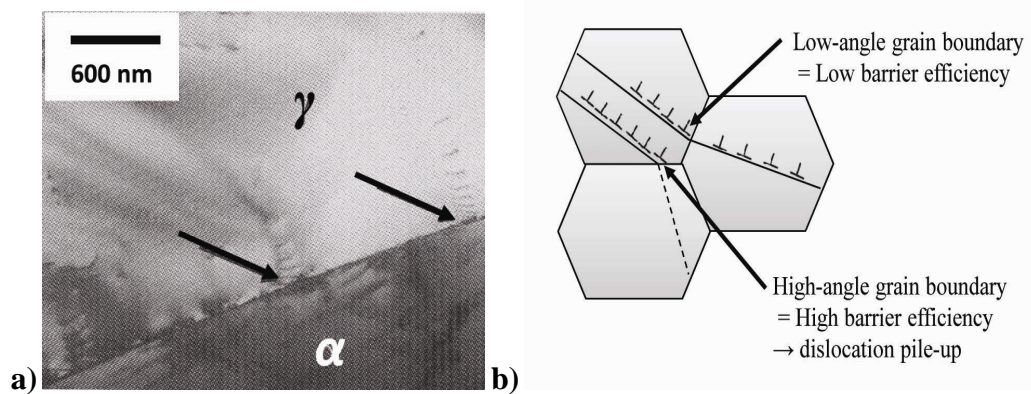 600 nm
γ
α
a)
b)
Low-angle grain boundary
= Low barrier efficiency
High-angle grain boundary
= High barrier efficiency
→ dislocation pile-up